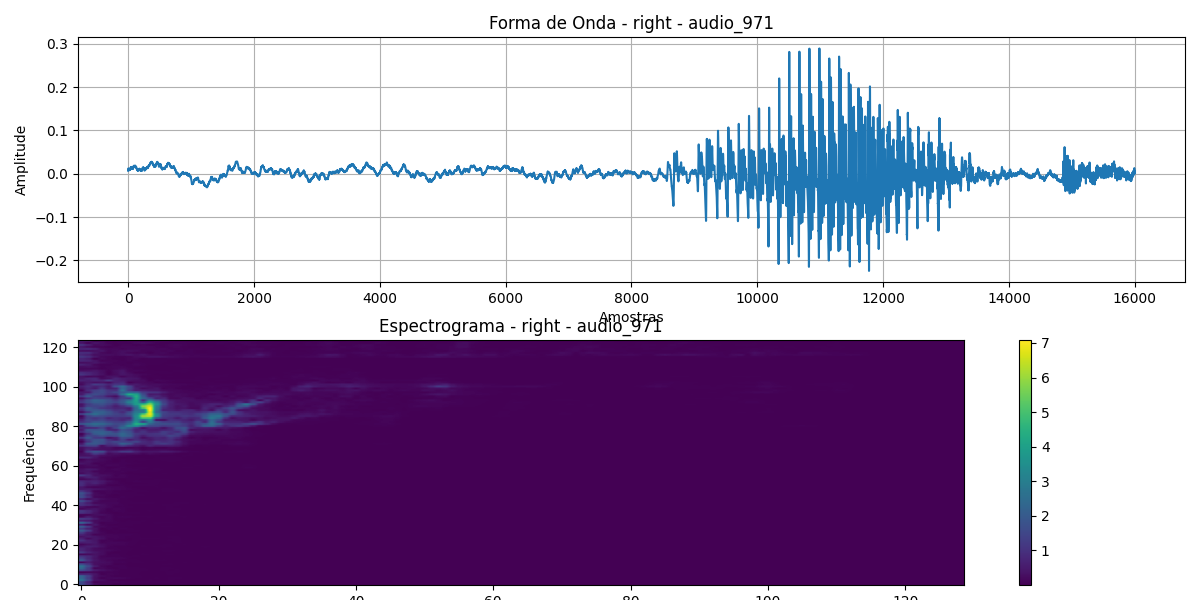 Forma de Onda - right - audio_971
0.3
0.2
0.1
0.0
−0.1
−0.2
Amplitude
0 2000 4000 6000 8000 10000 12000 14000 16000
Amostras
Espectrograma - right - audio_971
120
100
80
60
40
20
0
Frequência
0 20 40 60 80 100 120
7
6
5
4
3
2
1